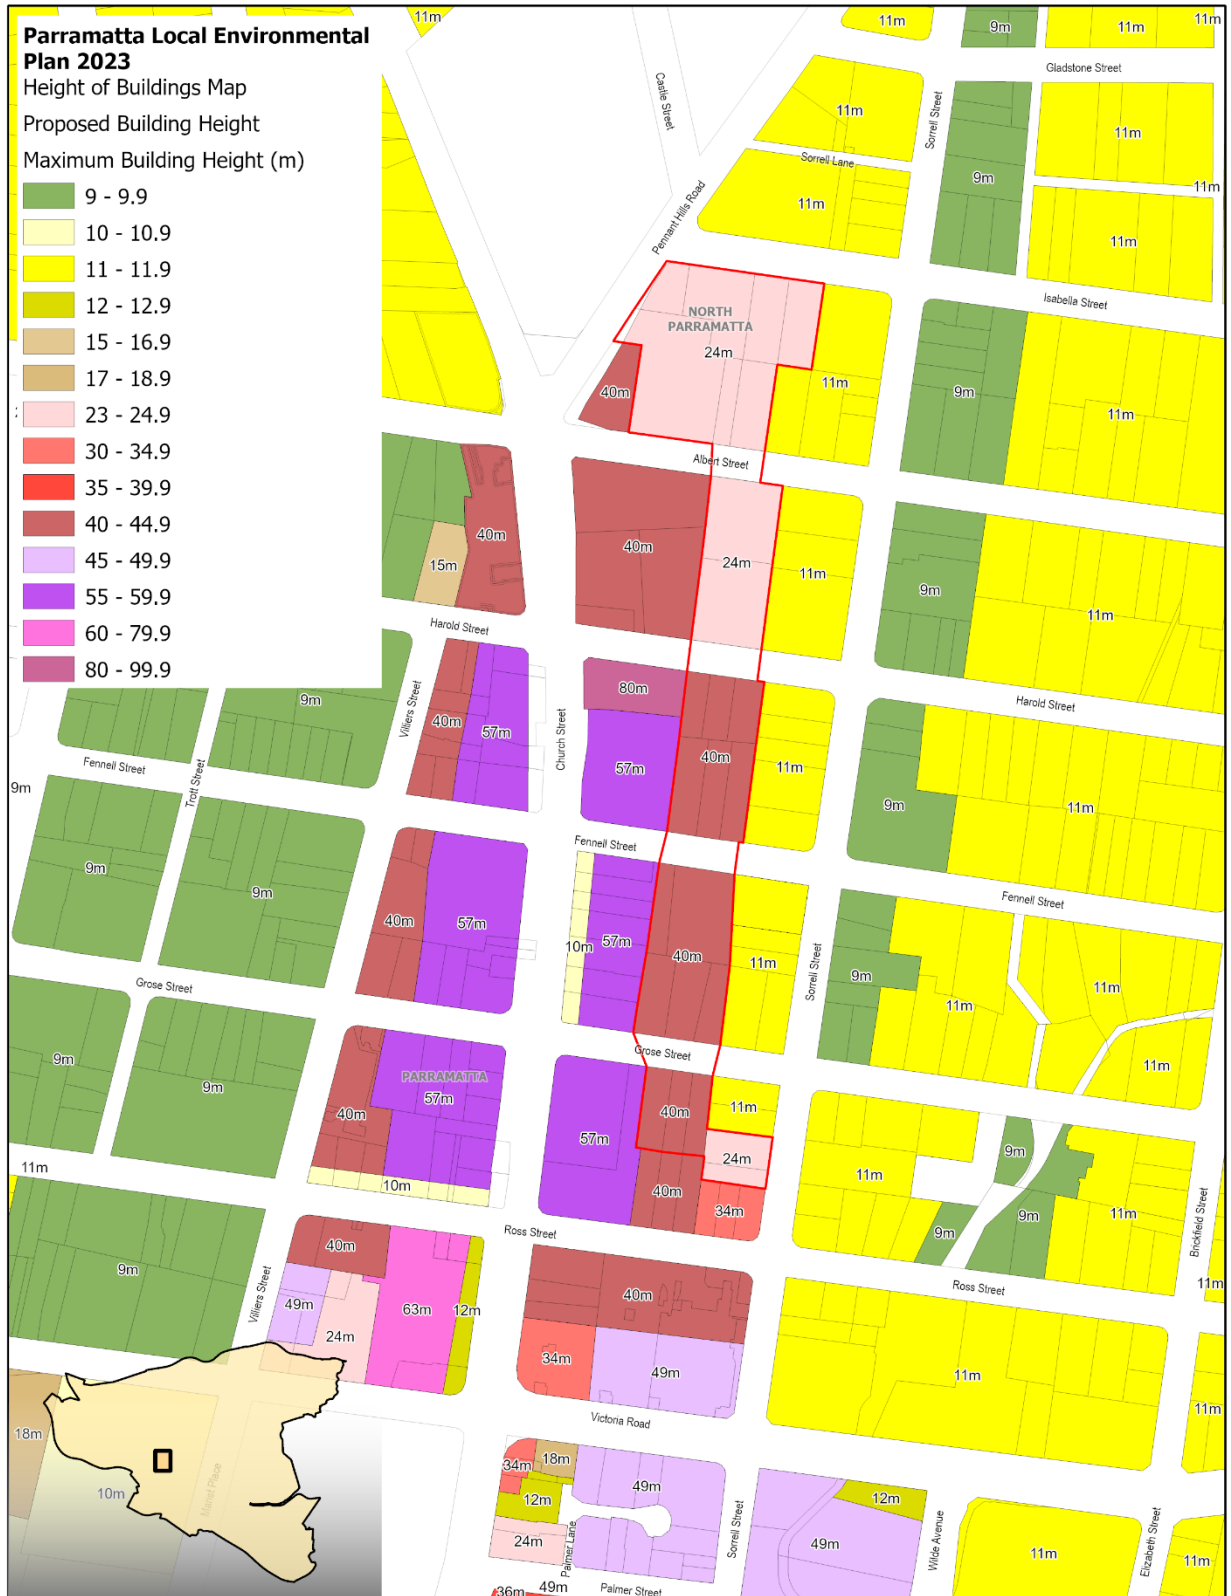 Parramatta Local Environmental
Plan 2023
Height of Buildings Map
Proposed Building Height
Maximum Building Height (m)
9 - 9.9
10 - 10.9
11 - 11.9
12 - 12.9
15 - 16.9
17 - 18.9
23 - 24.9
30 - 34.9
35 - 39.9
40 - 44.9
45 - 49.9
55 - 59.9
60 - 79.9
80 - 99.9
11m
11m
9m
11m
11m
Gladstone Street
Castle Street
Sorrell Street
11m
11m
Sorrell Lane
9m
11m
11m
11m
Pennant Hills Road
Isabella Street
NORTH
PARRAMATTA
24m
40m
11m
9m
11m
Albert Street
40m
15m
40m
24m
11m
9m
11m
Harold Street
Harold Street
9m
Villiers Street
40m
57m
Church Street
80m
57m
40m
11m
9m
11m
Fennell Street
Trott Street
9m
9m
9m
40m
57m
Fennell Street
10m
57m
40m
11m
Sorrell Street
9m
11m
11m
11m
Fennell Street
Grose Street
Grose Street
9m
9m
40m
PARRAMATTA
57m
57m
40m
11m
24m
40m
34m
11m
9m
9m
9m
11m
Brickfield Street
11m
10m
Ross Street
Ross Street
9m
Villiers Street
40m
49m
24m
63m
12m
40m
34m
49m
11m
11m
11m
Victoria Road
18m
10m
Marist Place
34m
18m
12m
24m
Palmer Lane
49m
49m
36m
Palmer Street
Sorrell Street
12m
49m
Wilde Avenue
11m
Elizabeth Street
11m